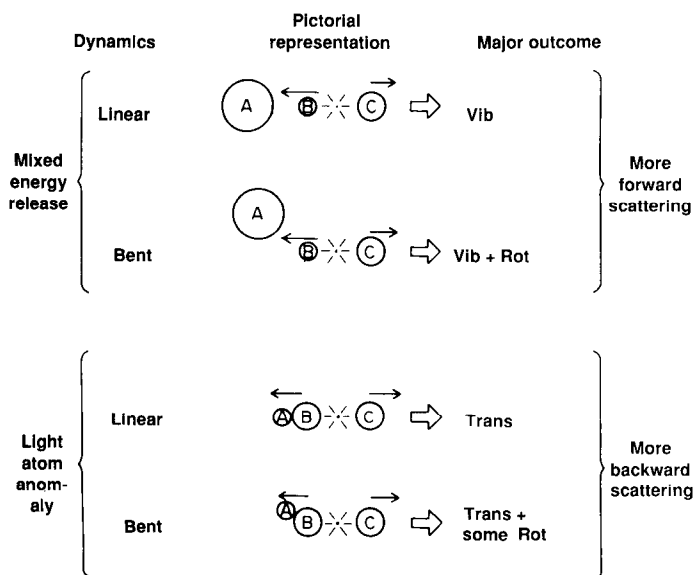 Dynamics
Pictorial
representation
Major outcome
Linear
A B C
Vib
Mixed
energy
release
More
forward
scattering
A
Bent
B C
Vib + Rot
Linear
A B C
Trans
Light
atom
anom-
aly
More
backward
scattering
Bent
A
B C
Trans +
some Rot